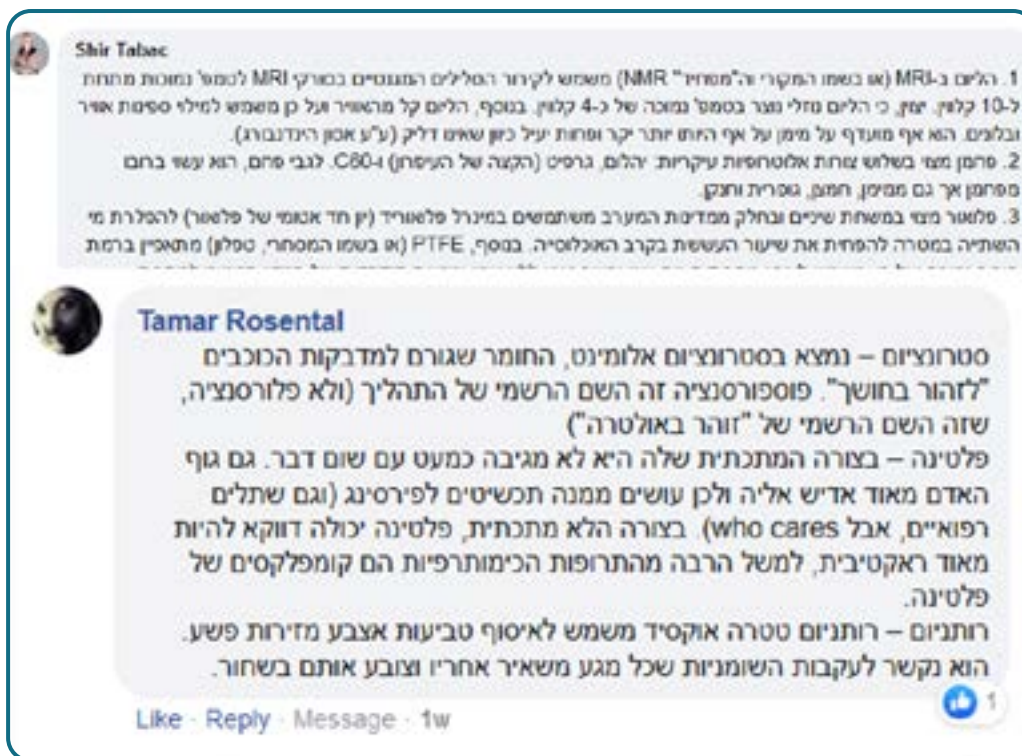 Shir Tabac
1. הליום ב-MRI (או בשמו המקורי וה"מפחיד" NMR) משמש לקירור הסלילים המגנטיים בסורקי MRI לטמפ' נמוכות מתחת
ל-10 קלווין. יצוין, כי הליום נוזלי נוצר בטמפ' נמוכה של כ-4 קלווין. בנוסף, הליום קל מהאוויר ועל כן משמש למילוי ספינות אוויר
ובלונים. הוא אף מועדף על מימן על אף היותו יותר יקר ופחות יעיל כיוון שאינו דליק (ע"ע אסון הינדנבורג).
2. פחמן מצוי בשלוש צורות אלוטרופיות עיקריות: יהלום, גרפיט (הקצה של העיפרון) ו-C60. לגבי פחם, הוא עשוי ברובו
מפחמן אך גם ממימן, חמצן, גופרית וחנקן.
3. פלואור מצוי במשחת שיניים ובחלק ממדינות המערב משתמשים במינרל פלואוריד (יון חד אטומי של פלואור) להפלרת מי
השתייה במטרה להפחית את שיעור העששת בקרב האוכלוסייה. בנוסף, PTFE (או בשמו המסחרי, טפלון) מתאפיין ברמת
Tamar Rosental
סטרונציום – נמצא בסטרונציום אלומינט, החומר שגורם למדבקות הכוכבים
"לזהור בחושך". פוספורסנציה זה השם הרשמי של התהליך (ולא פלורסנציה,
שזה השם הרשמי של "זוהר באולטרה")
פלטינה – בצורה המתכתית שלה היא לא מגיבה כמעט עם שום דבר. גם גוף
האדם מאוד אדיש אליה ולכן עושים ממנה תכשיטים לפירסינג (וגם שתלים
רפואיים, אבל who cares). בצורה הלא מתכתית, פלטינה יכולה דווקא להיות
מאוד ראקטיבית, למשל הרבה מהתרופות הכימותרפיות הם קומפלקסים של
פלטינה.
רותניום – רותניום טטרה אוקסיד משמש לאיסוף טביעות אצבע מזירות פשע.
הוא נקשר לעקבות השומניות שכל מגע משאיר אחריו וצובע אותם בשחור.
Like · Reply · Message · 1w
1